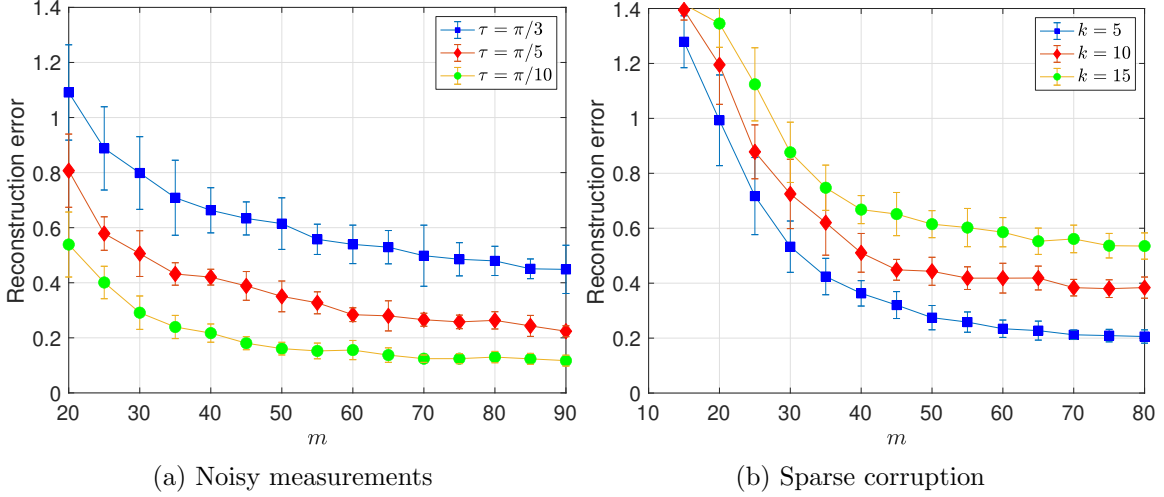 1.4
1.2
1
0.8
0.6
0.4
0.2
0
Reconstruction error
τ = π/3
τ = π/5
τ = π/10
20 30 40 50 60 70 80 90
m
(a) Noisy measurements
1.4
1.2
1
0.8
0.6
0.4
0.2
0
Reconstruction error
k = 5
k = 10
k = 15
10 20 30 40 50 60 70 80
m
(b) Sparse corruption